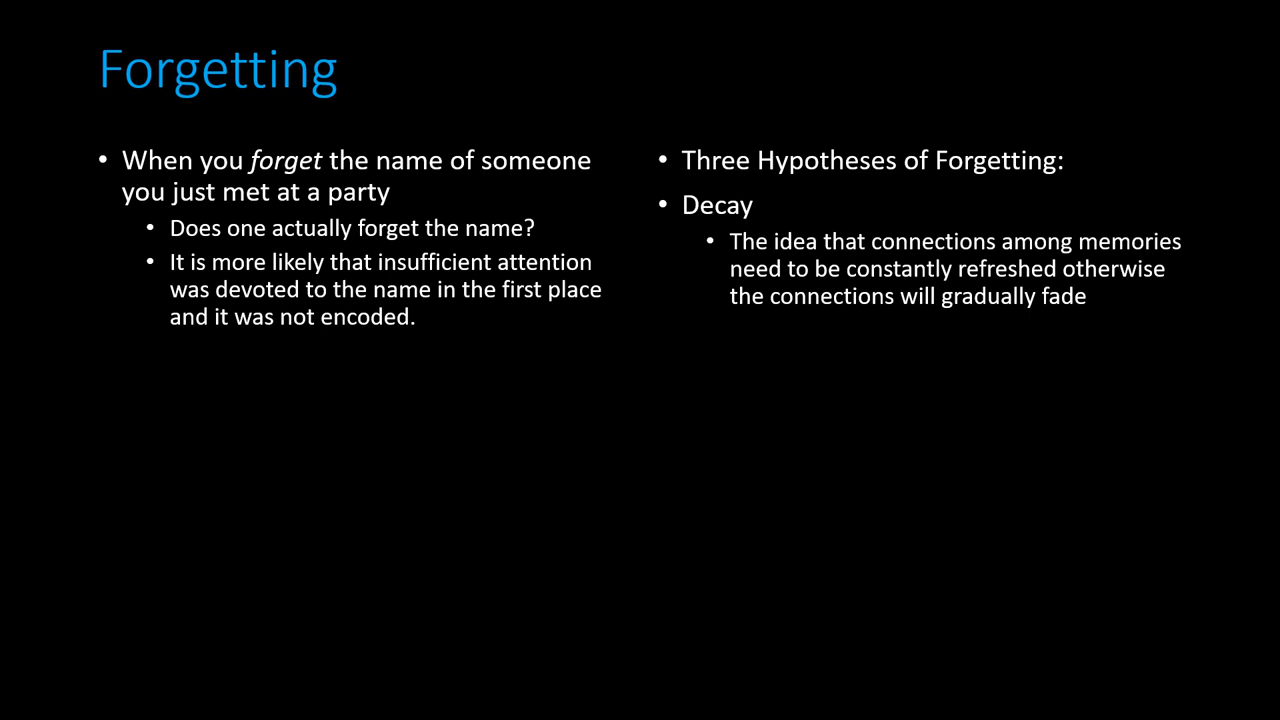 Forgetting
• When you forget the name of someone
you just met at a party
• Does one actually forget the name?
• It is more likely that insufficient attention
was devoted to the name in the first place
and it was not encoded.
• Three Hypotheses of Forgetting:
• Decay
• The idea that connections among memories
need to be constantly refreshed otherwise
the connections will gradually fade